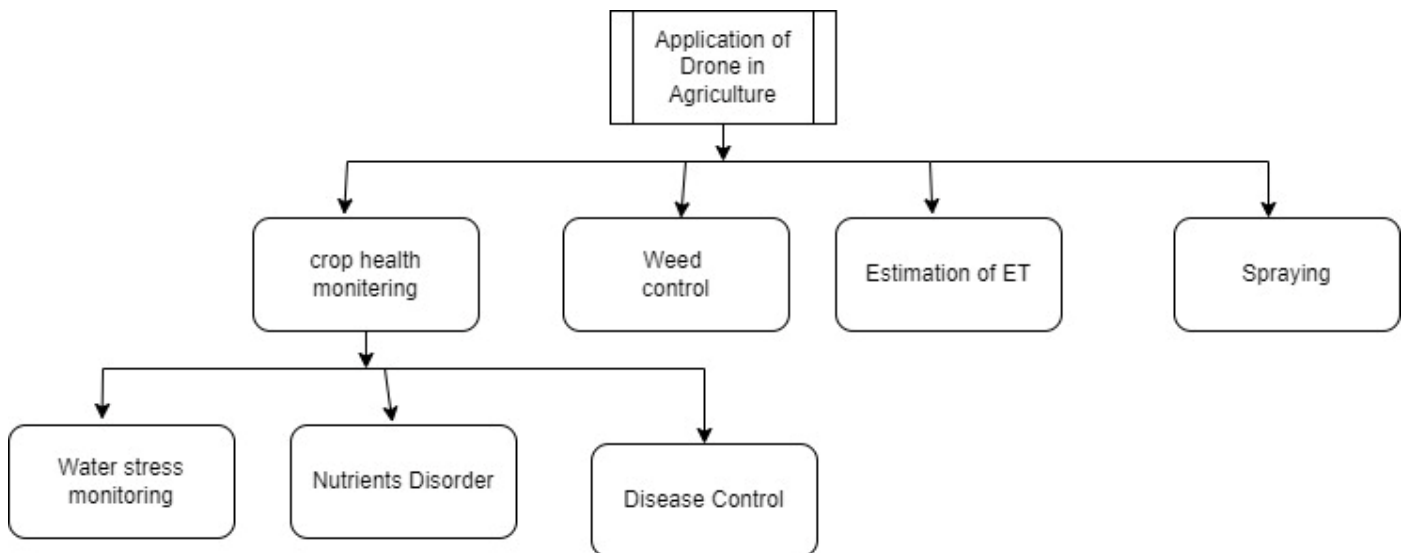 Application of
Drone in
Agriculture
crop health
monitering
Weed
control
Estimation of ET
Spraying
Water stress
monitoring
Nutrients Disorder
Disease Control